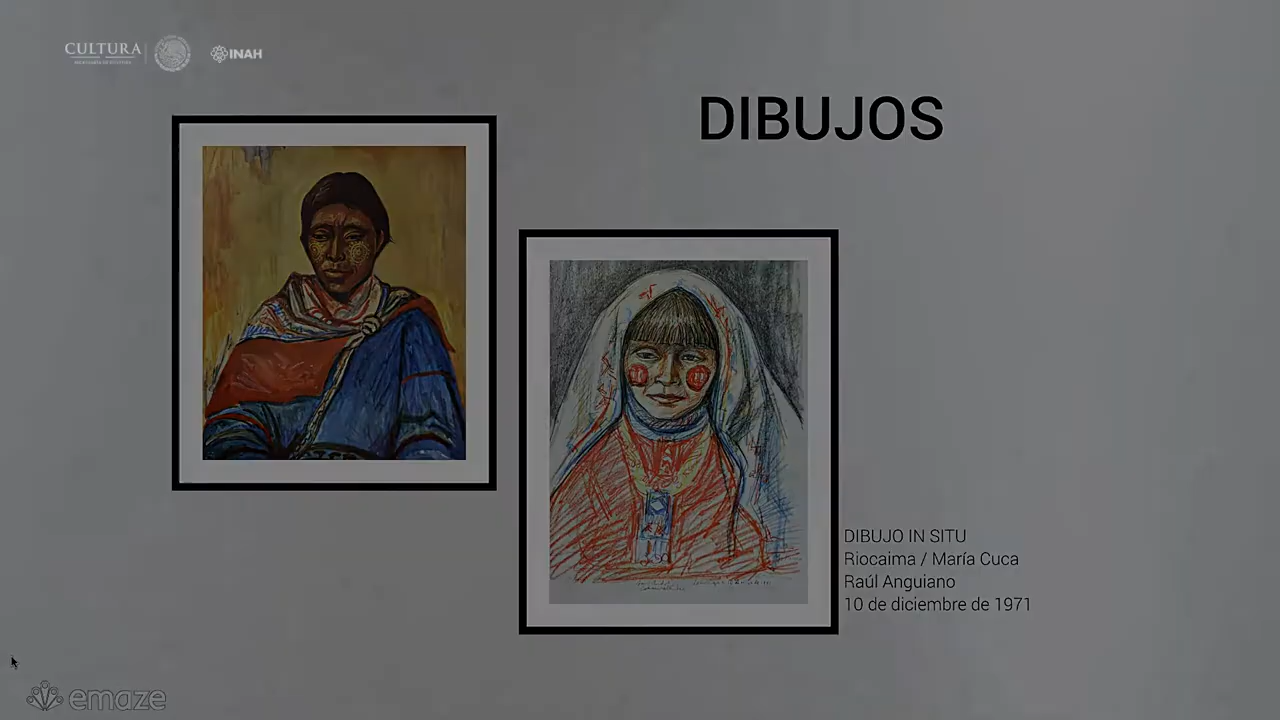 CULTURA
INAH
DIBUJOS
DIBUJO IN SITU
Riocaima / María Cuca
Raúl Anguiano
10 de diciembre de 1971
emaze